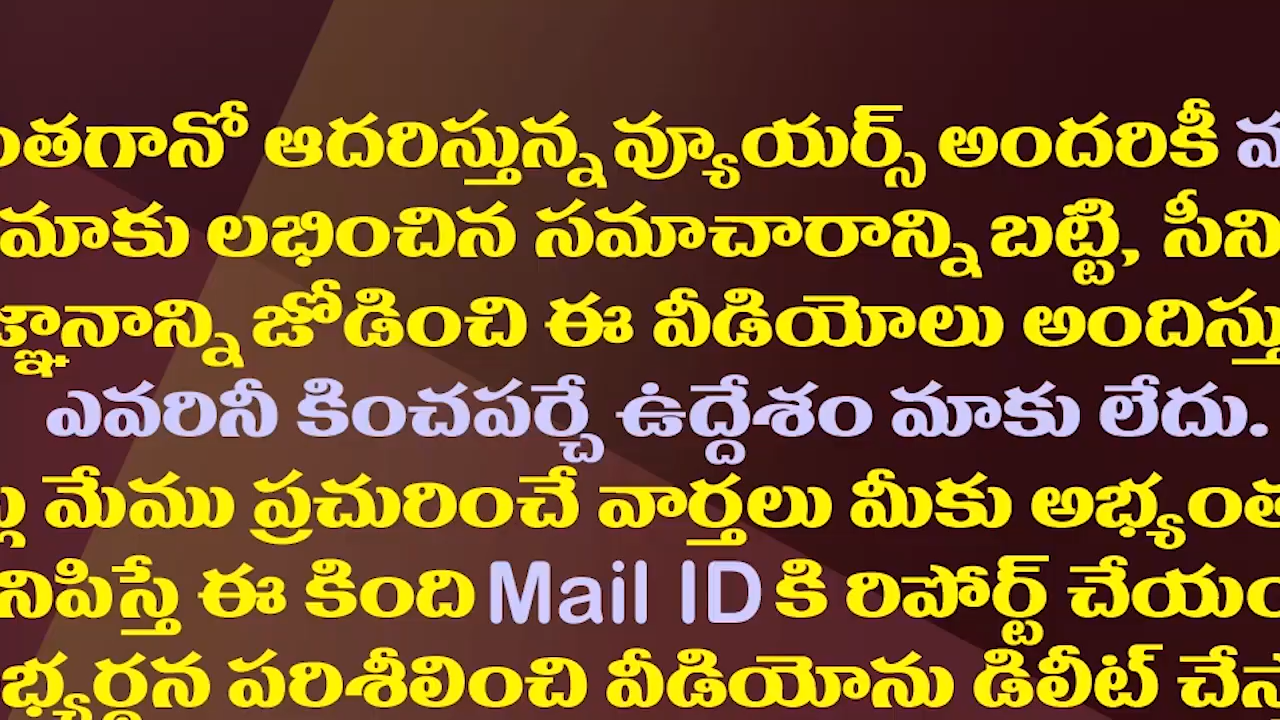 ంతగానో ఆదరిస్తున్న వ్యూయర్స్ అందరికీ
మాకు లభించిన సమాచారాన్ని బట్టి, సీని
జ్ఞానాన్ని జోడించి ఈ వీడియోలు అందిస్తు
ఎవరినీ కించపర్చే ఉద్దేశం మాకు లేదు.
మేము ప్రచురించే వార్తలు మీకు అభ్యంత
నిపిస్తే ఈ కింది Mail ID కి రిపోర్ట్ చేయం
భ్యర్థన పరిశీలించి వీడియోను డిలీట్ చేస